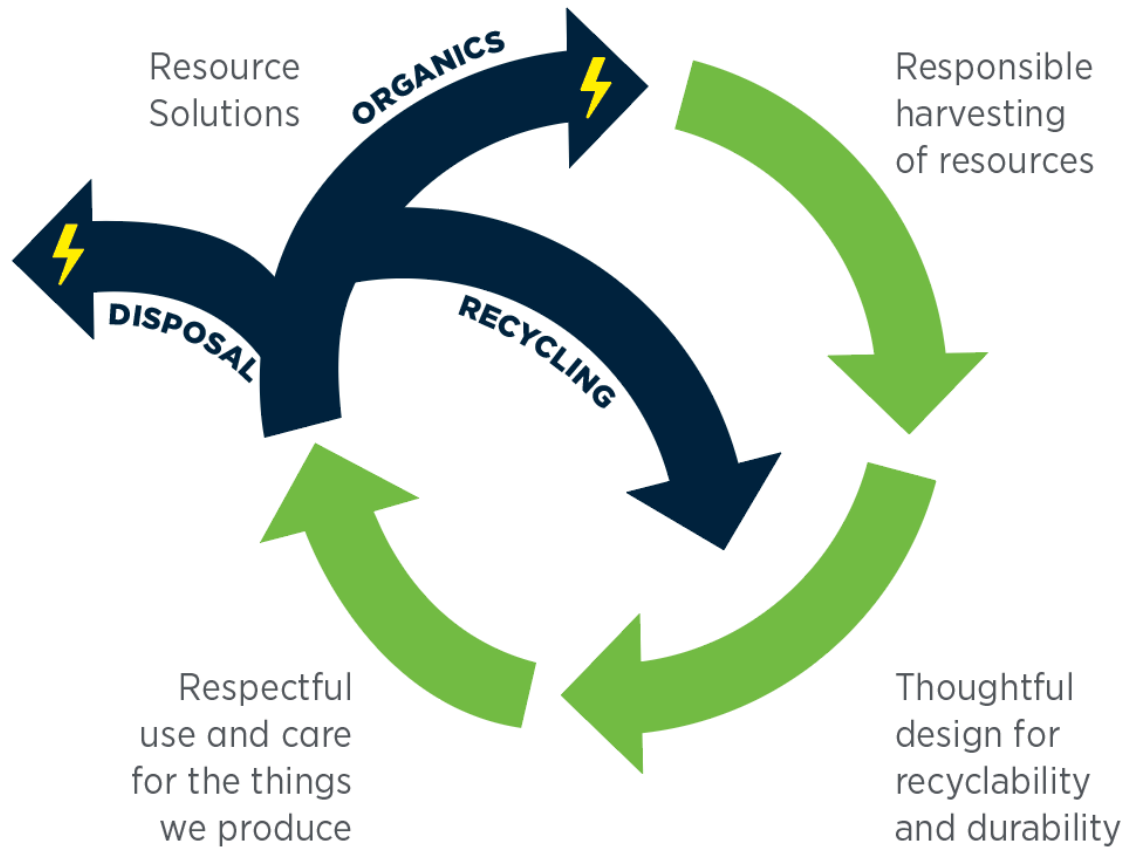 Resource
Solutions
ORGANICS
Responsible
harvesting
of resources
DISPOSAL
RECYCLING
Respectful
use and care
for the things
we produce
Thoughtful
design for
recyclability
and durability